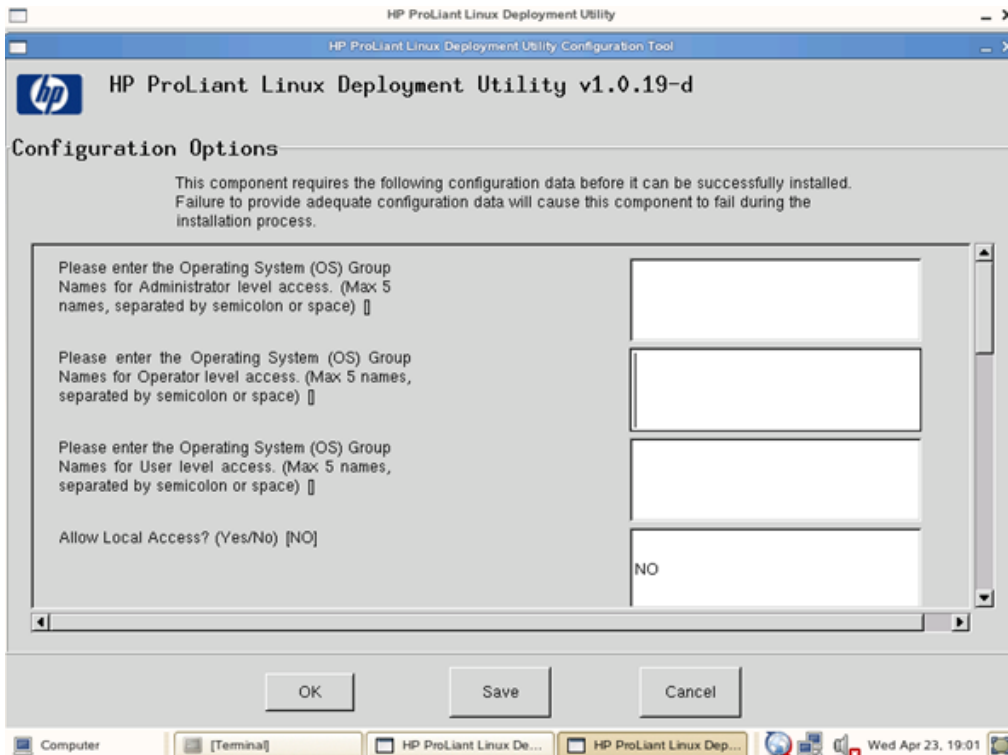 HP ProLiant Linux Deployment Utility
HP ProLiant Linux Deployment Utility Configuration Tool
hp
HP ProLiant Linux Deployment Utility v1.0.19-d
Configuration Options
This component requires the following configuration data before it can be successfully installed.
Failure to provide adequate configuration data will cause this component to fail during the
installation process.
Please enter the Operating System (OS) Group
Names for Administrator level access. (Max 5
names, separated by semicolon or space) []
Please enter the Operating System (OS) Group
Names for Operator level access. (Max 5 names,
separated by semicolon or space) []
Please enter the Operating System (OS) Group
Names for User level access. (Max 5 names,
separated by semicolon or space) []
Allow Local Access? (Yes/No) [NO]
NO
OK
Save
Cancel
Computer
[Terminal]
HP ProLiant Linux De...
HP ProLiant Linux Dep...
Wed Apr 23, 19:01